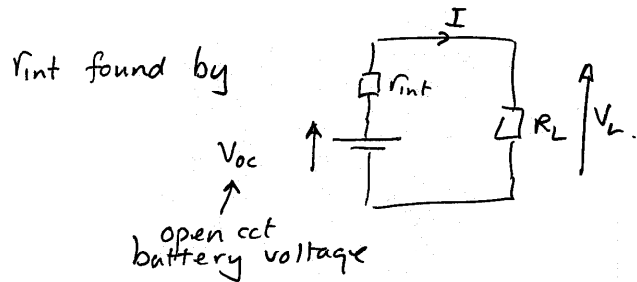 I
rint found by
rint
RL
VL.
Voc
open cct
battery voltage